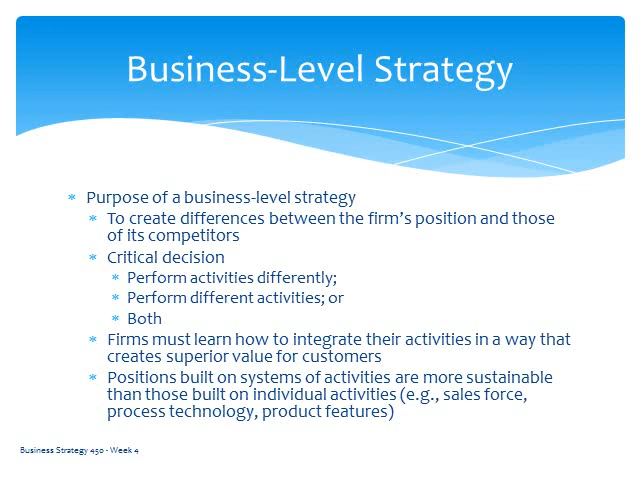 Business-Level Strategy
* Purpose of a business-level strategy
* To create differences between the firm's position and those
of its competitors
* Critical decision
* Perform activities differently;
* Perform different activities; or
* Both
* Firms must learn how to integrate their activities in a way that
creates superior value for customers
* Positions built on systems of activities are more sustainable
than those built on individual activities (e.g., sales force,
process technology, product features)
Business Strategy 450 - Week 4